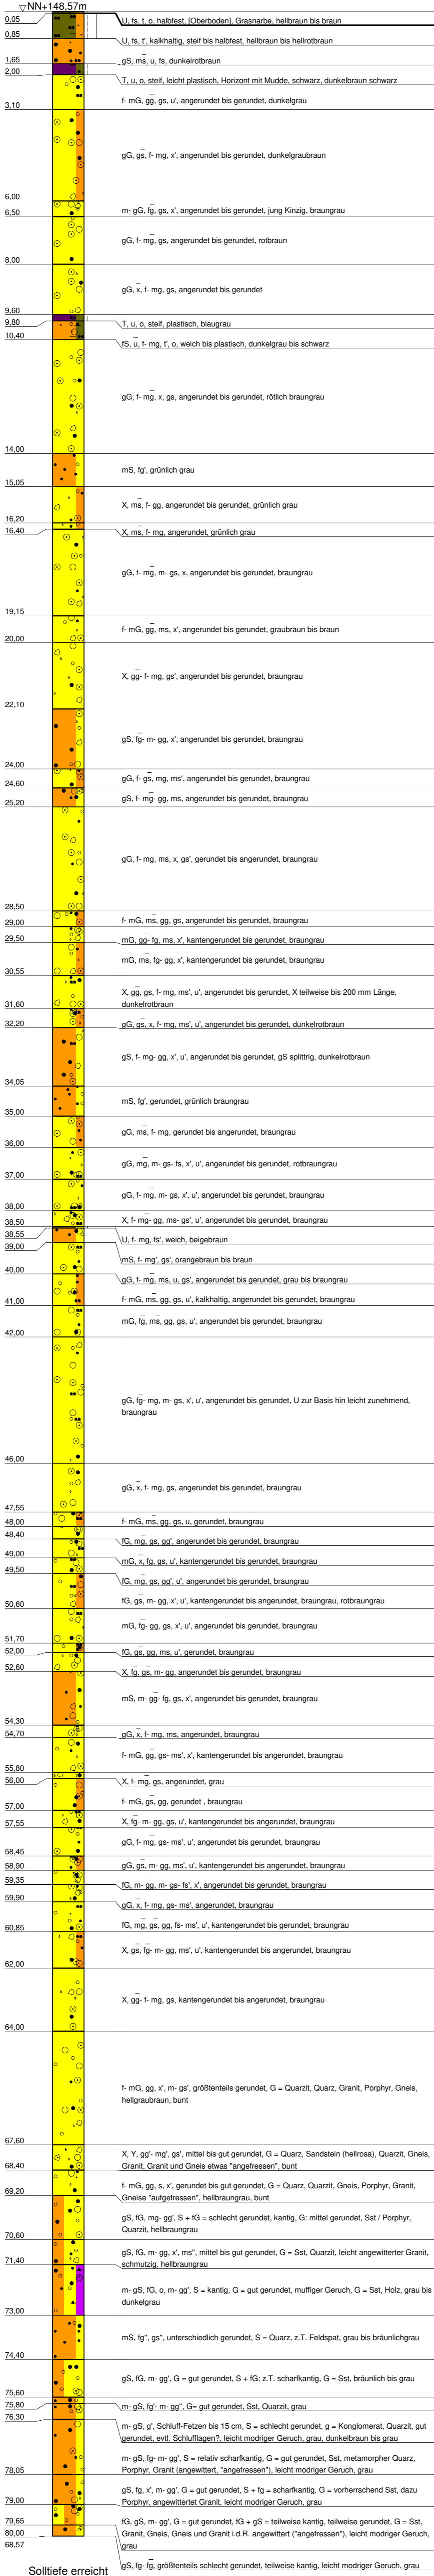 ▽NN+148,57m
0,05
U, fs, t, o, halbfest, [Oberboden], Grasnarbe, hellbraun bis braun
0,85
U, fs, t', kalkhaltig, steif bis halbfest, hellbraun bis hellrotbraun
1,65
gS, ms, u, fs, dunkelrotbraun
2,00
T, u, o, steif, leicht plastisch, Horizont mit Mudde, schwarz, dunkelbraun schwarz
3,10
f- mG, gg, gs, u', angerundet bis gerundet, dunkelgrau
gG, gs, f- mg, x', angerundet bis gerundet, dunkelgraubraun
6,00
6,50
m- gG, fg, gs, x', angerundet bis gerundet, jung Kinzig, braungrau
gG, f- mg, gs, angerundet bis gerundet, rotbraun
8,00
gG, x, f- mg, gs, angerundet bis gerundet
9,60
9,80
T, u, o, steif, plastisch, blaugrau
10,40
fS, u, f- mg, t', o, weich bis plastisch, dunkelgrau bis schwarz
gG, f- mg, x, gs, angerundet bis gerundet, rötlich braungrau
14,00
mS, fg', grünlich grau
15,05
X, ms, f- gg, angerundet bis gerundet, grünlich grau
16,20
16,40
X, ms, f- mg, angerundet, grünlich grau
gG, f- mg, m- gs, x, angerundet bis gerundet, braungrau
19,15
f- mG, gg, ms, x', angerundet bis gerundet, graubraun bis braun
20,00
X, gg- f- mg, gs', angerundet bis gerundet, braungrau
22,10
gS, fg- m- gg, x', angerundet bis gerundet, braungrau
24,00
gG, f- gs, mg, ms', angerundet bis gerundet, braungrau
24,60
gS, f- mg- gg, ms, angerundet bis gerundet, braungrau
25,20
gG, f- mg, ms, x, gs', gerundet bis angerundet, braungrau
28,50
f- mG, ms, gg, gs, angerundet bis gerundet, braungrau
29,00
mG, gg- fg, ms, x', kantengerundet bis gerundet, braungrau
29,50
mG, ms, fg- gg, x', kantengerundet bis gerundet, braungrau
30,55
X, gg, gs, f- mg, ms', u', angerundet bis gerundet, X teilweise bis 200 mm Länge,
dunkelrotbraun
31,60
gG, gs, x, f- mg, ms', u', angerundet bis gerundet, dunkelrotbraun
32,20
gS, f- mg- gg, x', u', angerundet bis gerundet, gS splittrig, dunkelrotbraun
34,05
mS, fg', gerundet, grünlich braungrau
35,00
gG, ms, f- mg, gerundet bis angerundet, braungrau
36,00
gG, mg, m- gs- fs, x', u', angerundet bis gerundet, rotbraungrau
37,00
gG, f- mg, m- gs, x', u', angerundet bis gerundet, braungrau
38,00
X, f- mg- gg, ms- gs', u', angerundet bis gerundet, braungrau
38,50
38,55
U, f- mg, fs', weich, beigebraun
39,00
mS, f- mg', gs', orangebraun bis braun
40,00
gG, f- mg, ms, u, gs', angerundet bis gerundet, grau bis braungrau
f- mG, ms, gg, gs, u', kalkhaltig, angerundet bis gerundet, braungrau
41,00
mG, fg, ms, gg, gs, u', angerundet bis gerundet, braungrau
42,00
gG, fg- mg, m- gs, x', u', angerundet bis gerundet, U zur Basis hin leicht zunehmend,
braungrau
46,00
gG, x, f- mg, gs, angerundet bis gerundet, braungrau
47,55
48,00
f- mG, ms, gg, gs, u, gerundet, braungrau
48,40
fG, mg, gs, gg', angerundet bis gerundet, braungrau
49,00
mG, x, fg, gs, u', kantengerundet bis gerundet, braungrau
49,50
fG, mg, gs, gg', u', angerundet bis gerundet, braungrau
fG, gs, m- gg, x', u', kantengerundet bis angerundet, braungrau, rotbraungrau
50,60
mG, fg- gg, gs, x', u', angerundet bis gerundet, braungrau
51,70
52,00
fG, gs, gg, ms, u', gerundet, braungrau
52,60
X, fg, gs, m- gg, angerundet bis gerundet, braungrau
mS, m- gg- fg, gs, x', angerundet bis gerundet, braungrau
54,30
54,70
gG, x, f- mg, ms, angerundet bis gerundet, braungrau
f- mG, gg, gs- ms', x', kantengerundet bis angerundet, braungrau
55,80
56,00
X, f- mg, gs, angerundet, grau
f- mG, gs, gg, gerundet , braungrau
57,00
X, fg- m- gg, gs, u', kantengerundet bis angerundet, braungrau
57,55
gG, f- mg, gs- ms', u', angerundet bis gerundet, braungrau
58,45
gG, gs, m- gg, ms', u', kantengerundet bis angerundet, braungrau
58,90
59,35
fG, m- gg, m- gs- fs', x', angerundet bis gerundet, braungrau
59,90
gG, x, f- mg, gs- ms', angerundet, braungrau
fG, mg, gs, gg, fs- ms', u', kantengerundet bis gerundet, braungrau
60,85
X, gs, fg- m- gg, ms', u', kantengerundet bis angerundet, braungrau
62,00
X, gg- f- mg, gs, kantengerundet bis angerundet, braungrau
64,00
f- mG, gg, x', m- gs', größtenteils gerundet, G = Quarzit, Quarz, Granit, Porphyr, Gneis,
hellgraubraun, bunt
67,60
X, Y, gg'- mg', gs', mittel bis gut gerundet, G = Quarz, Sandstein (hellrosa), Quarzit, Gneis,
Granit, Granit und Gneis etwas "angefressen", bunt
68,40
f- mG, gg, s, x', gerundet bis gut gerundet, G = Quarz, Quarzit, Gneis, Porphyr, Granit,
Gneise "aufgefressen", hellbraungrau, bunt
69,20
gS, fG, mg- gg', S + fG = schlecht gerundet, kantig, G: mittel gerundet, Sst / Porphyr,
Quarzit, hellbraungrau
70,60
gS, fG, m- gg, x', ms", mittel bis gut gerundet, G = Sst, Quarzit, leicht angewitterter Granit,
schmutzig, hellbraungrau
71,40
m- gS, fG, o, m- gg', S = kantig, G = gut gerundet, muffiger Geruch, G = Sst, Holz, grau bis
dunkelgrau
73,00
mS, fg", gs", unterschiedlich gerundet, S = Quarz, z.T. Feldspat, grau bis bräunlichgrau
74,40
gS, fG, m- gg', G = gut gerundet, S + fG: z.T. scharfkantig, G = Sst, bräunlich bis grau
75,60
75,80
m- gS, fg'- m- gg", G= gut gerundet, Sst, Quarzit, grau
76,30
m- gS, g', Schluff-Fetzen bis 15 cm, S = schlecht gerundet, g = Konglomerat, Quarzit, gut
gerundet, evtl. Schlufflagen?, leicht modriger Geruch, grau, dunkelbraun bis grau
m- gS, fg- m- gg', S = relativ scharfkantig, G = gut gerundet, Sst, metamorpher Quarz,
Porphyr, Granit (angewittert, "angefressen"), leicht modriger Geruch, grau
78,05
gS, fg, x', m- gg', G = gut gerundet, S + fg = scharfkantig, G = vorherrschend Sst, dazu
Porphyr, angewittertet Granit, leicht modriger Geruch, grau
79,00
fG, gS, m- gg', G = gut gerundet, fG + gS = teilweise kantig, teilweise gerundet, G = Sst,
Granit, Gneis, Gneis und Granit i.d.R. angewittert ("angefressen"), leicht modriger Geruch,
grau
79,65
80,00
gS, fg- fg, größtenteils schlecht gerundet, teilweise kantig, leicht modriger Geruch, grau
68,57
Solltiefe erreicht